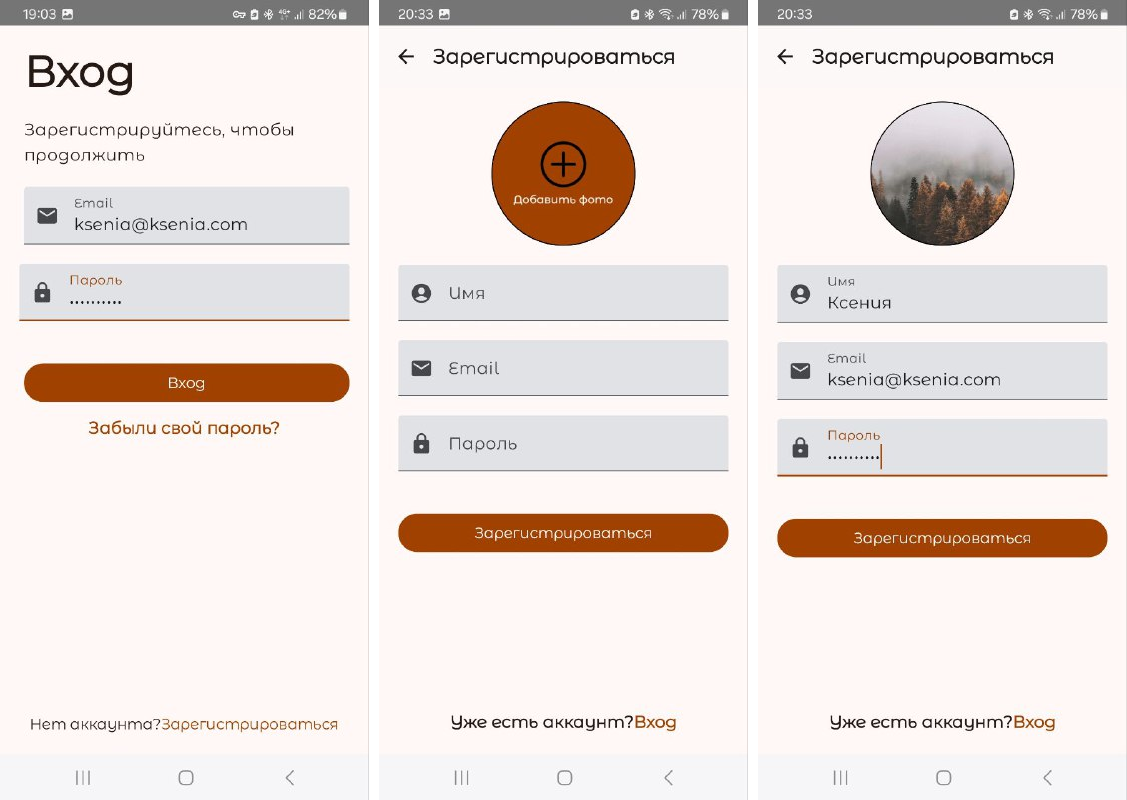 19:03 82%
Вход
Зарегистрируйтесь, чтобы
продолжить
Email
ksenia@ksenia.com
Пароль
••••••••••
Вход
Забыли свой пароль?
Нет аккаунта?Зарегистрироваться
20:33 78%
Зарегистрироваться
Добавить фото
Имя
Email
Пароль
Зарегистрироваться
Уже есть аккаунт?Вход
20:33 78%
Зарегистрироваться
Имя
Ксения
Email
ksenia@ksenia.com
Пароль
••••••••••
Зарегистрироваться
Уже есть аккаунт?Вход